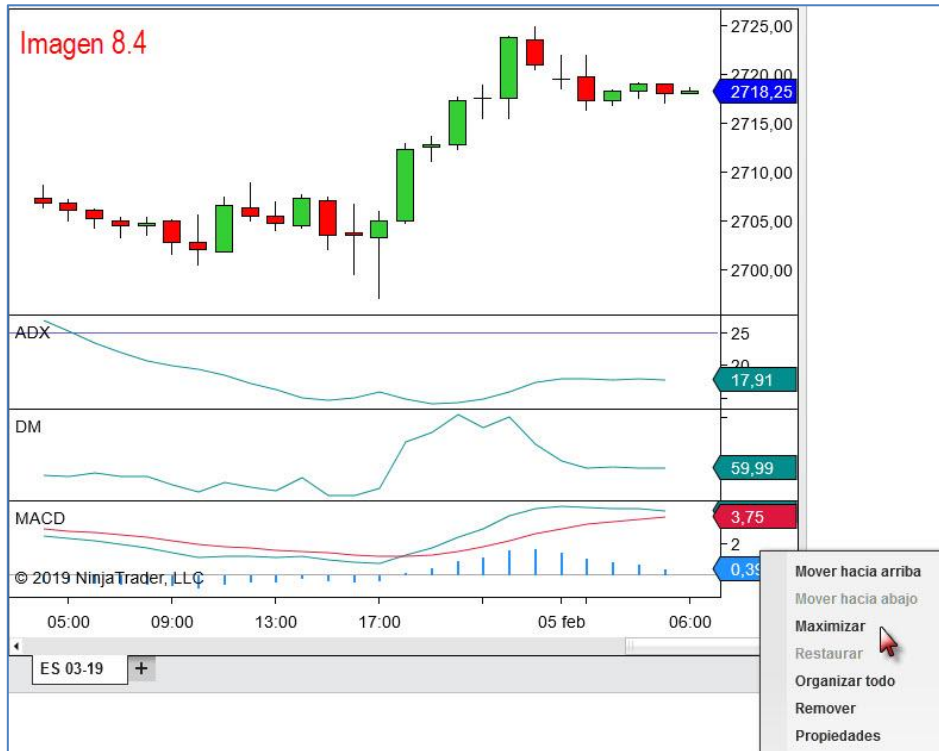 Imagen 8.4
2725,00
2720,00
2718,25
2715,00
2710,00
2705,00
2700,00
ADX
25
20
17,91
DM
59,99
MACD
3,75
2
0,39
© 2019 NinjaTrader, LLC
05:00 09:00 13:00 17:00 05 feb 06:00
ES 03-19 +
Mover hacia arriba
Mover hacia abajo
Maximizar
Restaurar
Organizar todo
Remover
Propiedades